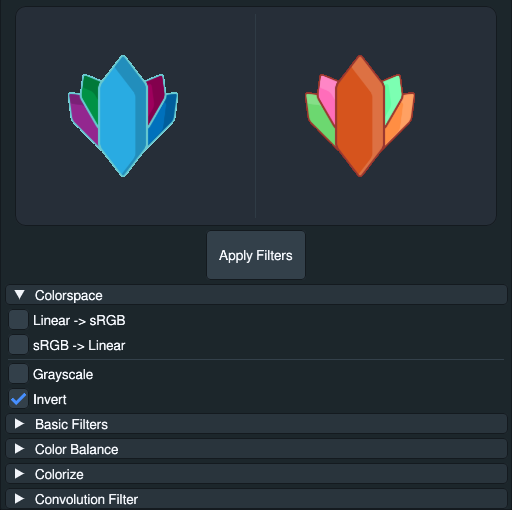 Apply Filters
Colorspace
Linear -> sRGB
sRGB -> Linear
Grayscale
Invert
Basic Filters
Color Balance
Colorize
Convolution Filter